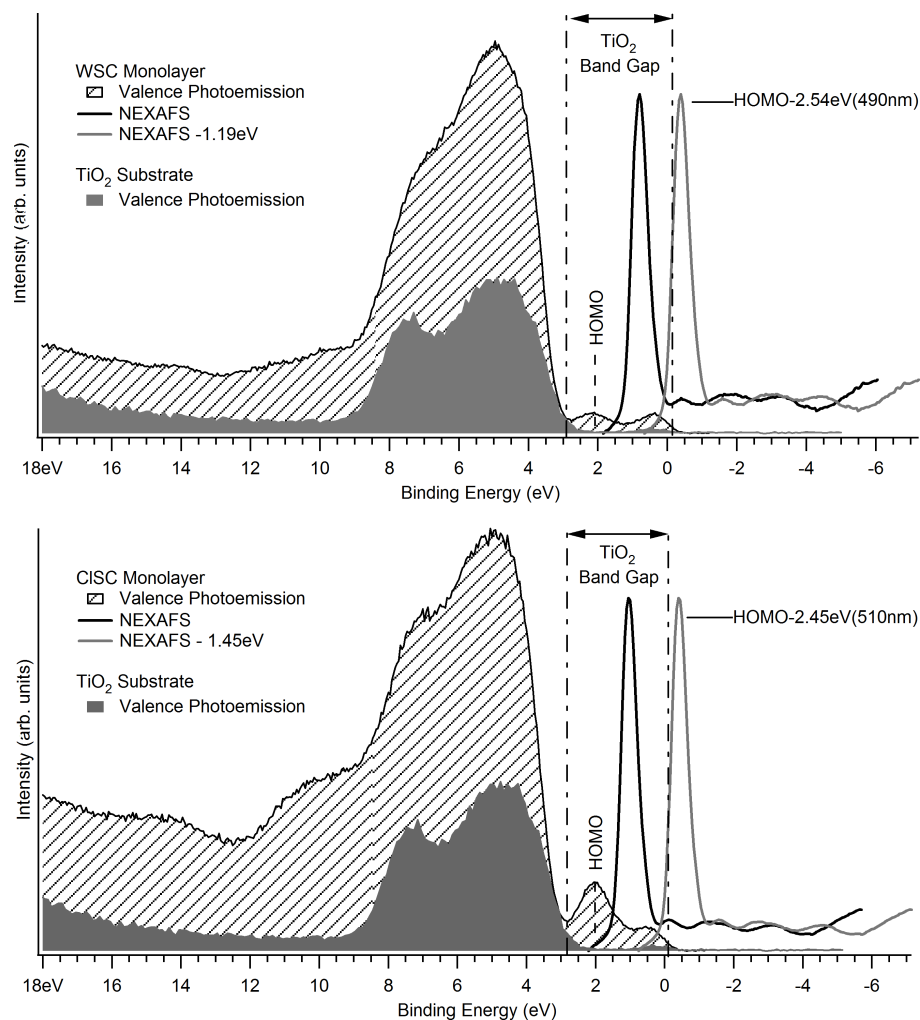 TiO2
Band Gap
WSC Monolayer
Valence Photoemission
NEXAFS
NEXAFS -1.19eV
TiO2 Substrate
Valence Photoemission
HOMO-2.54eV(490nm)
HOMO
Intensity (arb. units)
18eV 16 14 12 10 8 6 4 2 0 -2 -4 -6
Binding Energy (eV)
TiO2
Band Gap
CISC Monolayer
Valence Photoemission
NEXAFS
NEXAFS - 1.45eV
TiO2 Substrate
Valence Photoemission
HOMO-2.45eV(510nm)
HOMO
Intensity (arb. units)
18eV 16 14 12 10 8 6 4 2 0 -2 -4 -6
Binding Energy (eV)